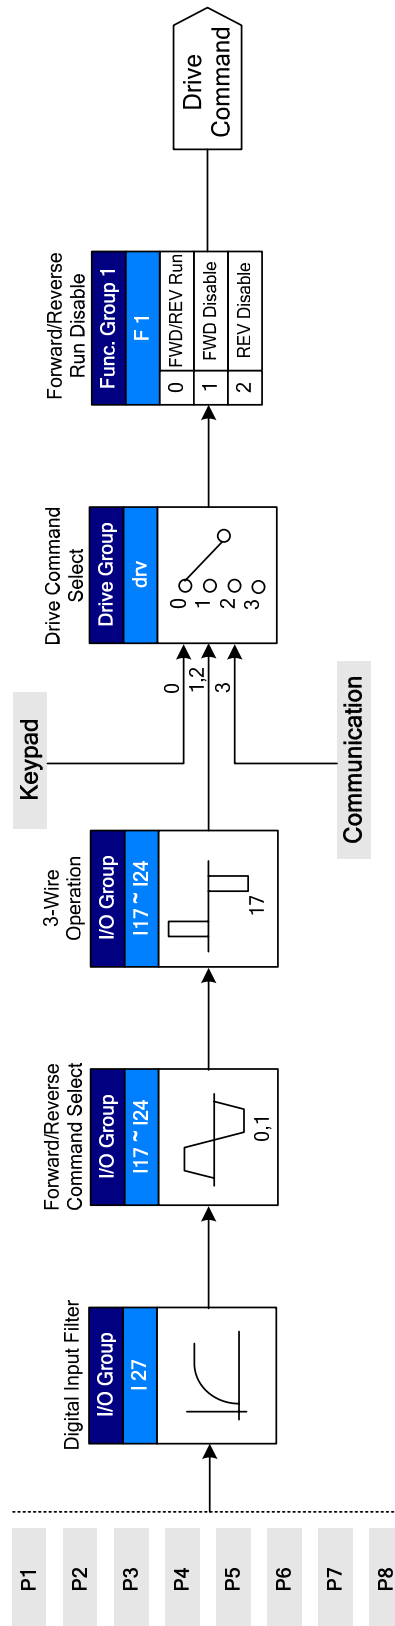 P1
P2
P3
P4
P5
P6
P7
P8
Digital Input Filter
I/O Group
I 27
Forward/Reverse
Command Select
I/O Group
I17 ~ I24
0,1
3-Wire
Operation
I/O Group
I17 ~ I24
17
Keypad
Communication
0
1,2
3
Drive Command
Select
Drive Group
drv
0
1
2
3
Forward/Reverse
Run Disable
Func. Group 1
F 1
0 FWD/REV Run
1 FWD Disable
2 REV Disable
Drive
Command